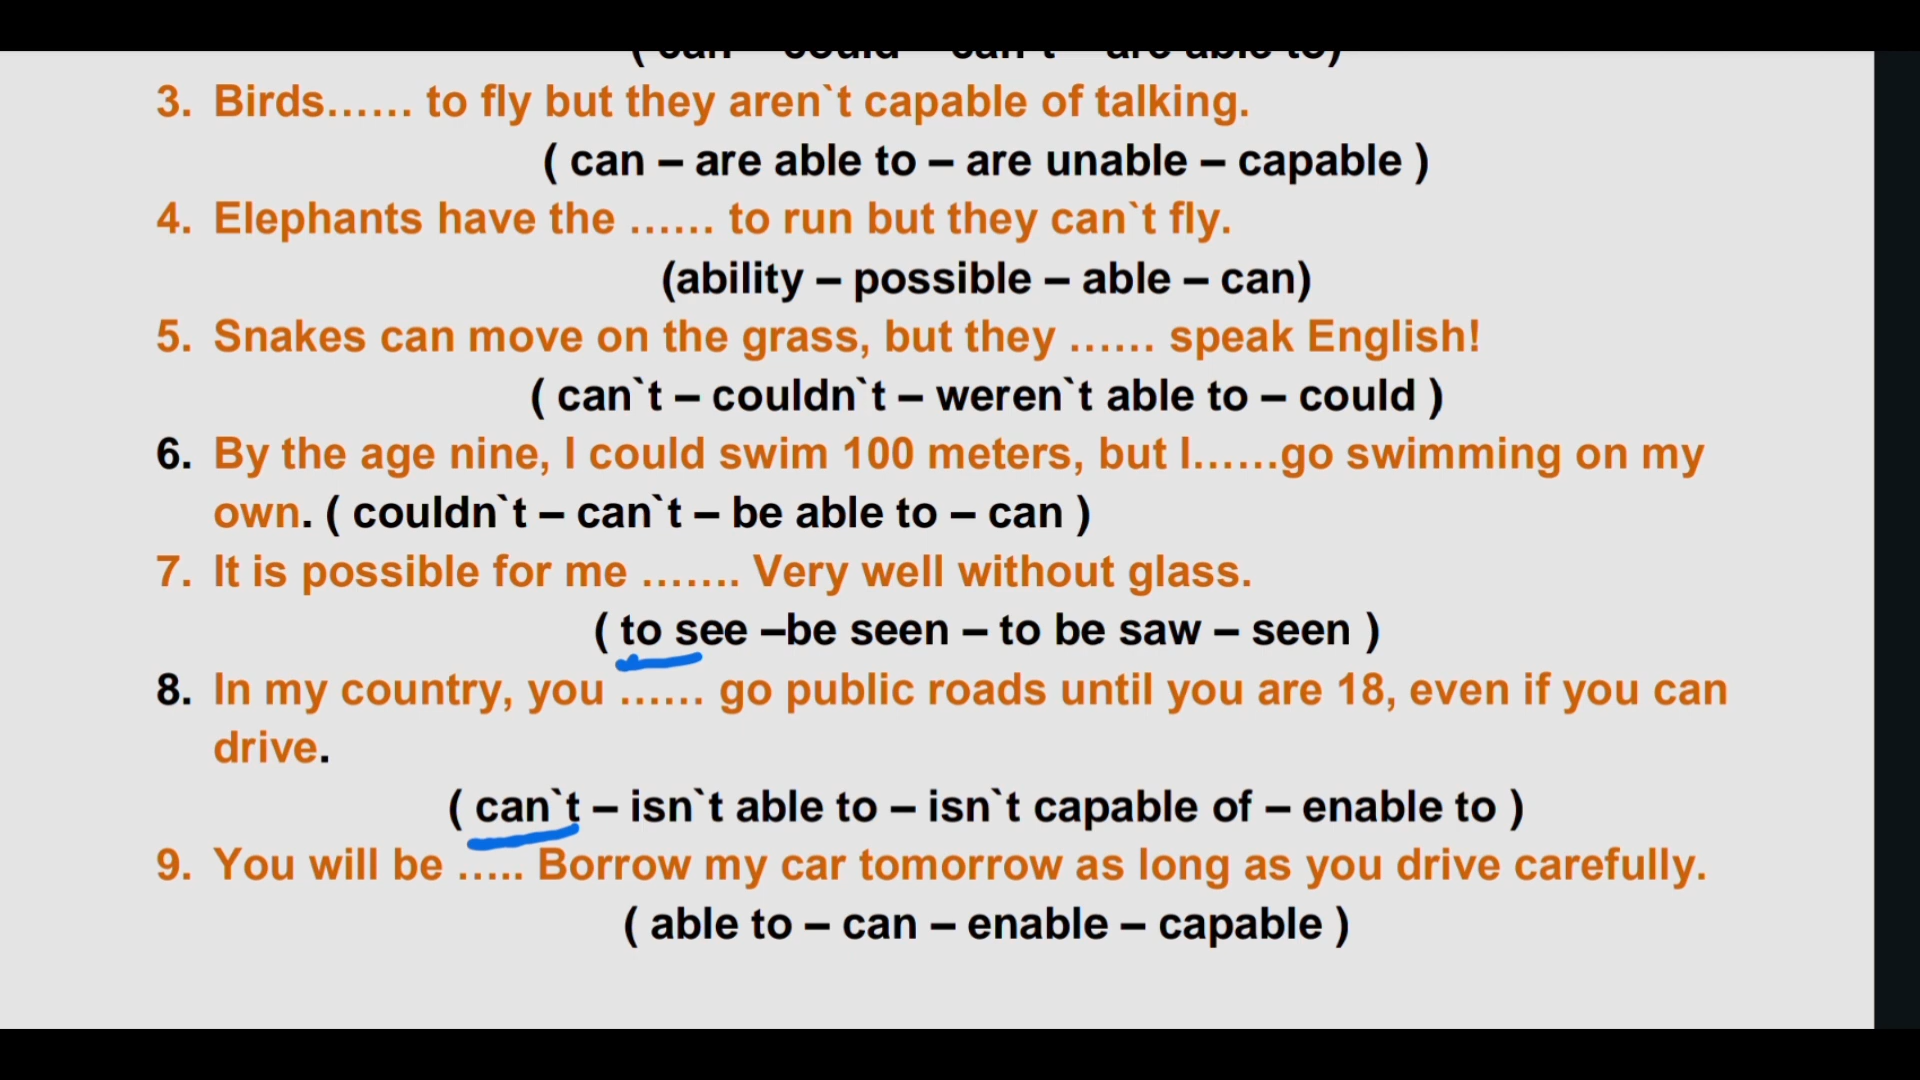 ( can – could – can`t – are able to)
3. Birds...... to fly but they aren`t capable of talking.
( can – are able to – are unable – capable )
4. Elephants have the ...... to run but they can`t fly.
(ability – possible – able – can)
5. Snakes can move on the grass, but they ...... speak English!
( can`t – couldn`t – weren`t able to – could )
6. By the age nine, I could swim 100 meters, but I......go swimming on my
own. ( couldn`t – can`t – be able to – can )
7. It is possible for me ....... Very well without glass.
( to see –be seen – to be saw – seen )
8. In my country, you ...... go public roads until you are 18, even if you can
drive.
( can`t – isn`t able to – isn`t capable of – enable to )
9. You will be ..... Borrow my car tomorrow as long as you drive carefully.
( able to – can – enable – capable )